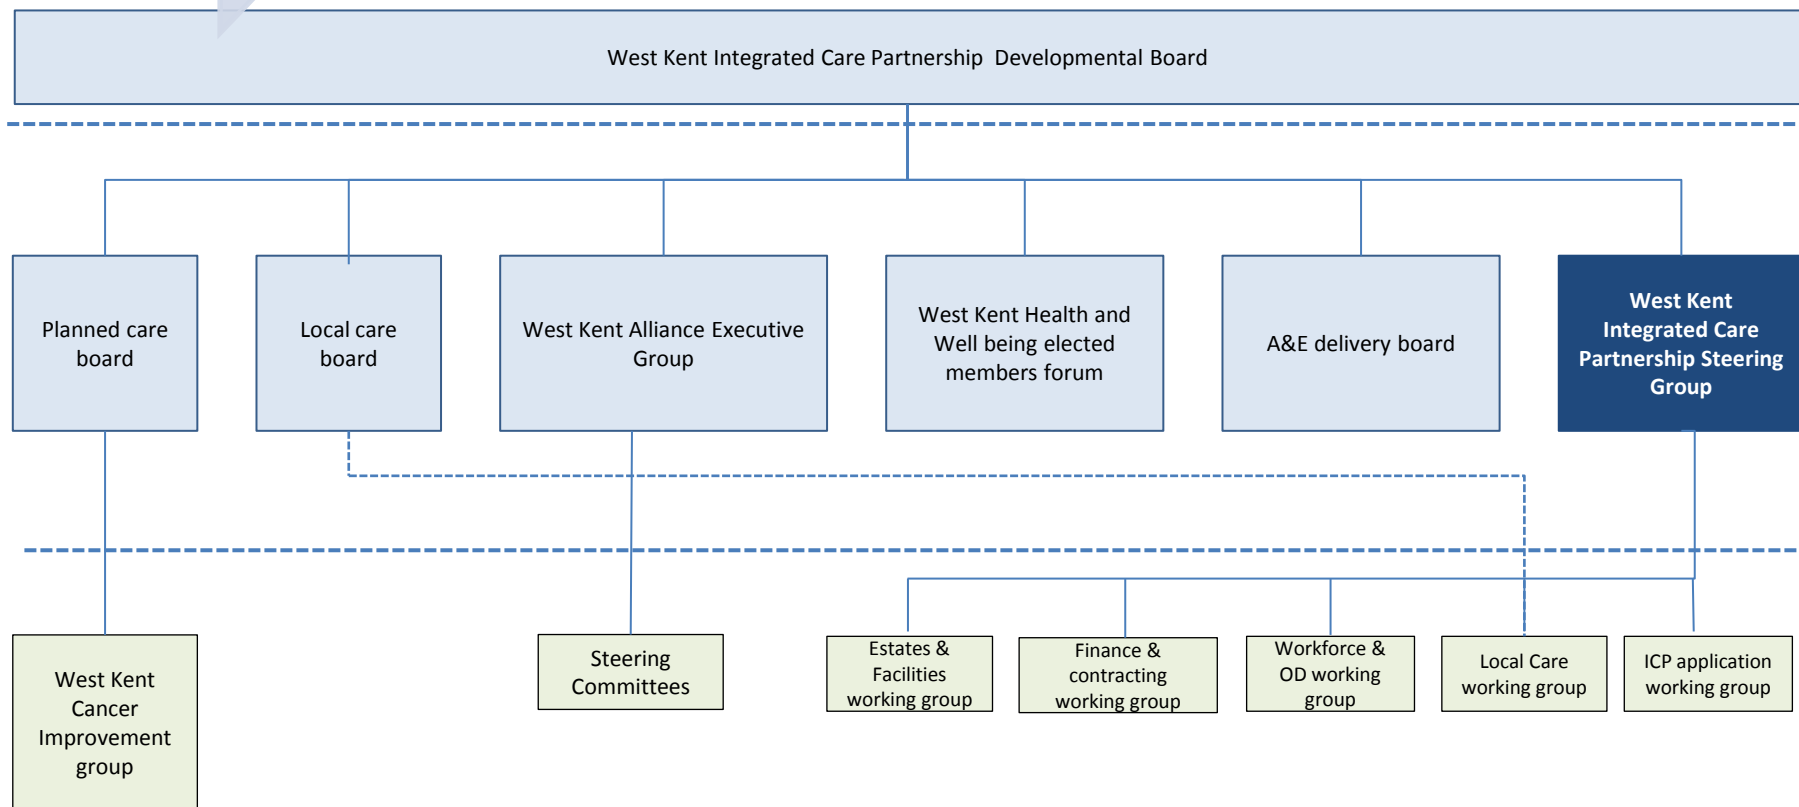 West Kent Integrated Care Partnership  Developmental Board
Planned care
board
Local care
board
West Kent Alliance Executive
Group
West Kent Health and
Well being elected
members forum
A&E delivery board
West Kent
Integrated Care
Partnership Steering
Group
West Kent
Cancer
Improvement
group
Steering
Committees
Estates &
Facilities
working group
Finance &
contracting
working group
Workforce &
OD working
group
Local Care
working group
ICP application
working group